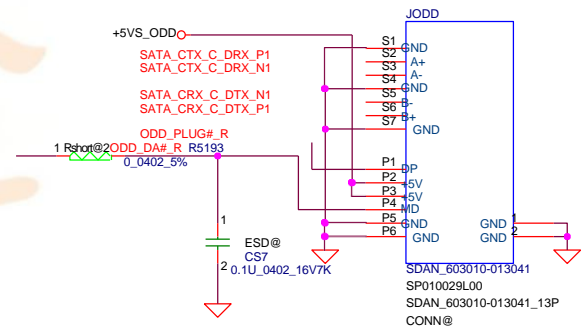 JODD
+5VS_ODD
SATA_CTX_C_DRX_P1
SATA_CTX_C_DRX_N1
SATA_CRX_C_DTX_N1
SATA_CRX_C_DTX_P1
ODD_PLUG#_R
1 Rshort@2 ODD_DA#_R R5193
0_0402_5%
S1 GND
S2 A+
S3 A-
S4 GND
S5 B-
S6 B+
S7 GND
P1 DP
P2 +5V
P3 +5V
P4 MD
P5 GND GND 1
P6 GND GND 2
1
ESD@
CS7
2 0.1U_0402_16V7K
SDAN_603010-013041
SP010029L00
SDAN_603010-013041_13P
CONN@